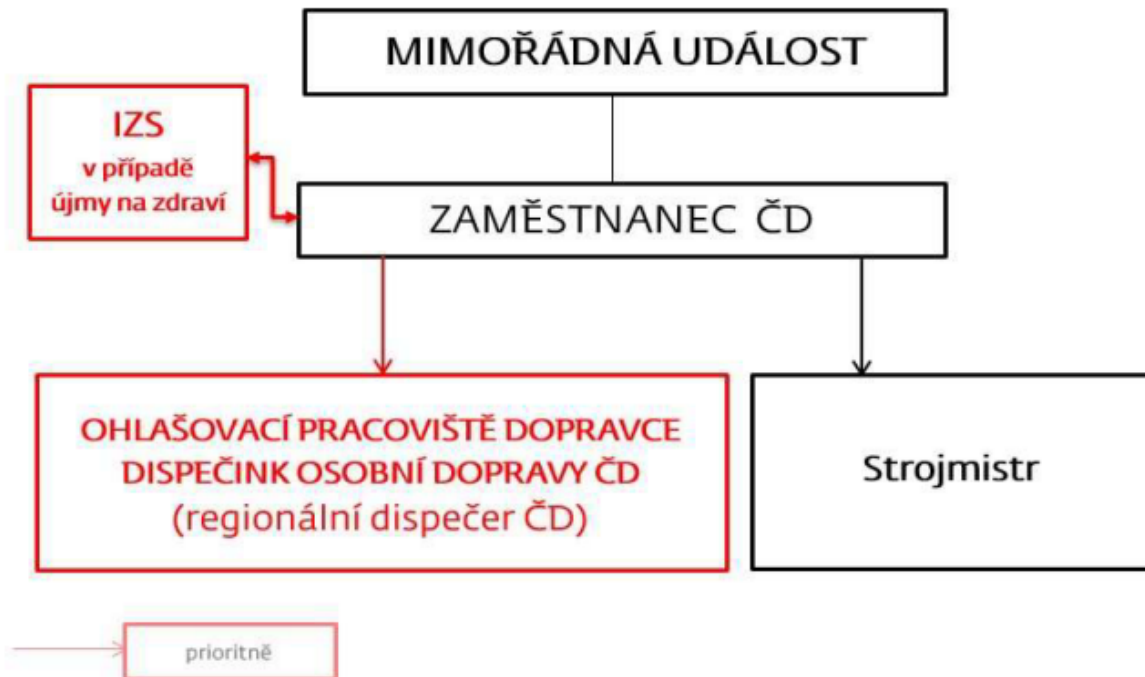 MIMOŘÁDNÁ UDÁLOST
IZS
v případě
újmy na zdraví
ZAMĚSTNANEC ČD
OHLAŠOVACÍ PRACOVIŠTĚ DOPRAVCE
DISPEČINK OSOBNÍ DOPRAVY ČD
(regionální dispečer ČD)
Strojmistr
prioritně